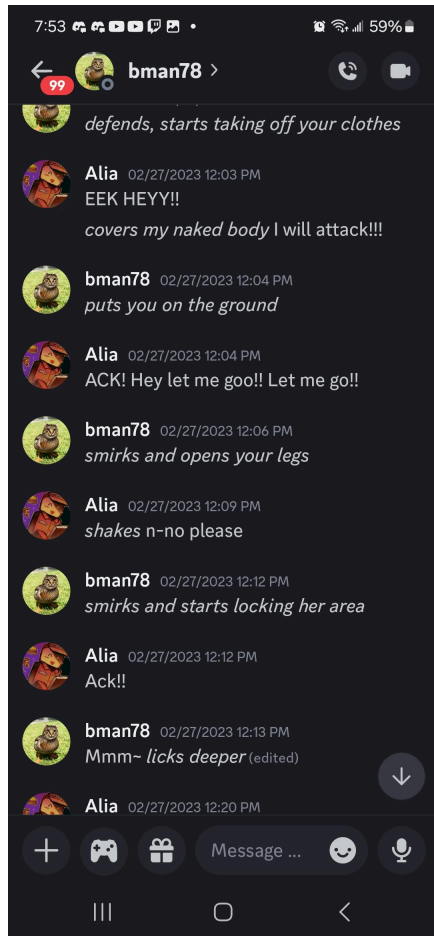 7:53
59%
99
bman78 >
defends, starts taking off your clothes
Alia 02/27/2023 12:03 PM
EEK HEYY!!
covers my naked body I will attack!!!
bman78 02/27/2023 12:04 PM
puts you on the ground
Alia 02/27/2023 12:04 PM
ACK! Hey let me goo!! Let me go!!
bman78 02/27/2023 12:06 PM
smirks and opens your legs
Alia 02/27/2023 12:09 PM
shakes n-no please
bman78 02/27/2023 12:12 PM
smirks and starts locking her area
Alia 02/27/2023 12:12 PM
Ack!!
bman78 02/27/2023 12:13 PM
Mmm~ licks deeper (edited)
Alia 02/27/2023 12:20 PM
Message ...